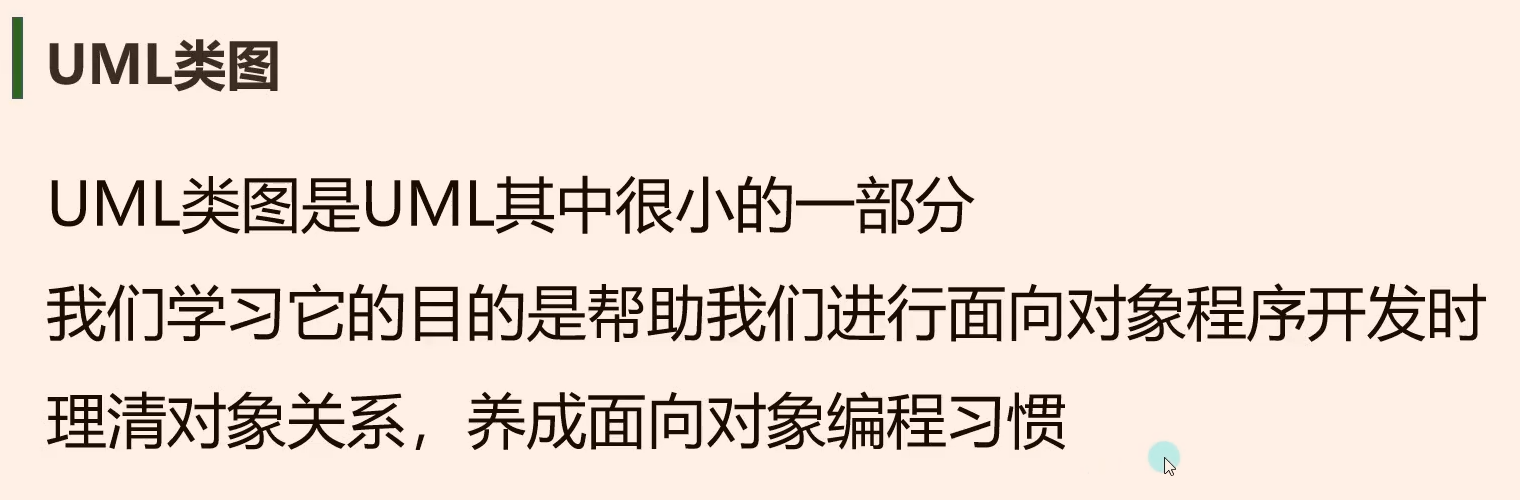 UML类图
UML类图是UML其中很小的一部分
我们学习它的目的是帮助我们进行面向对象程序开发时
理清对象关系，养成面向对象编程习惯